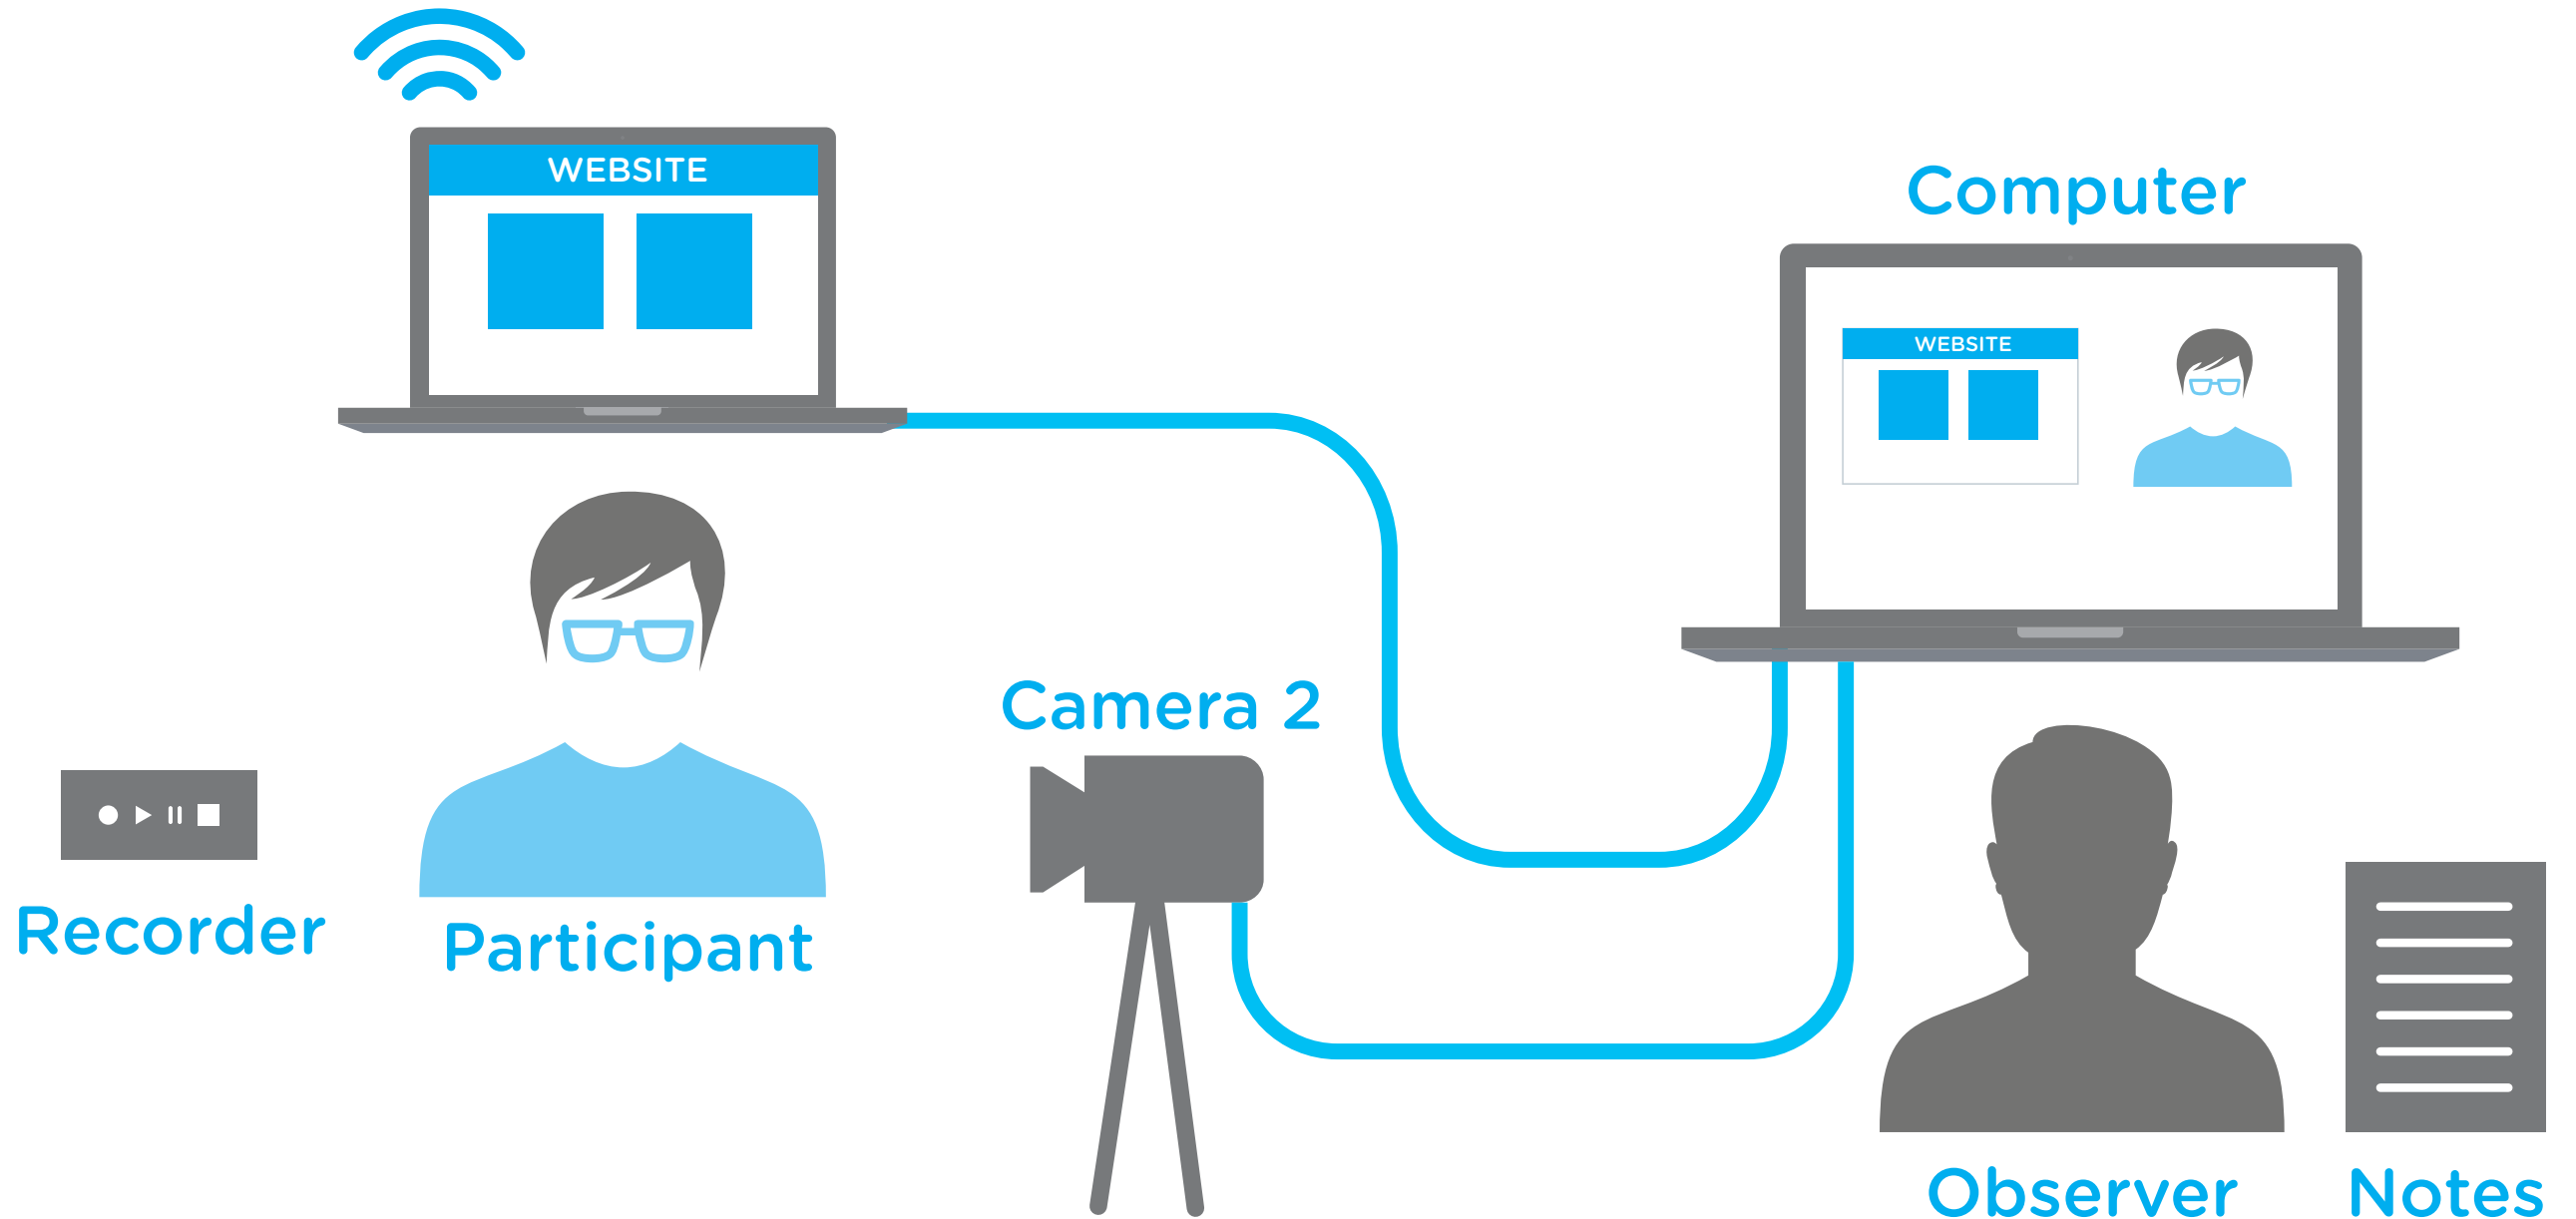 WEBSITE
Computer
WEBSITE
Camera 2
Recorder
Participant
Observer
Notes